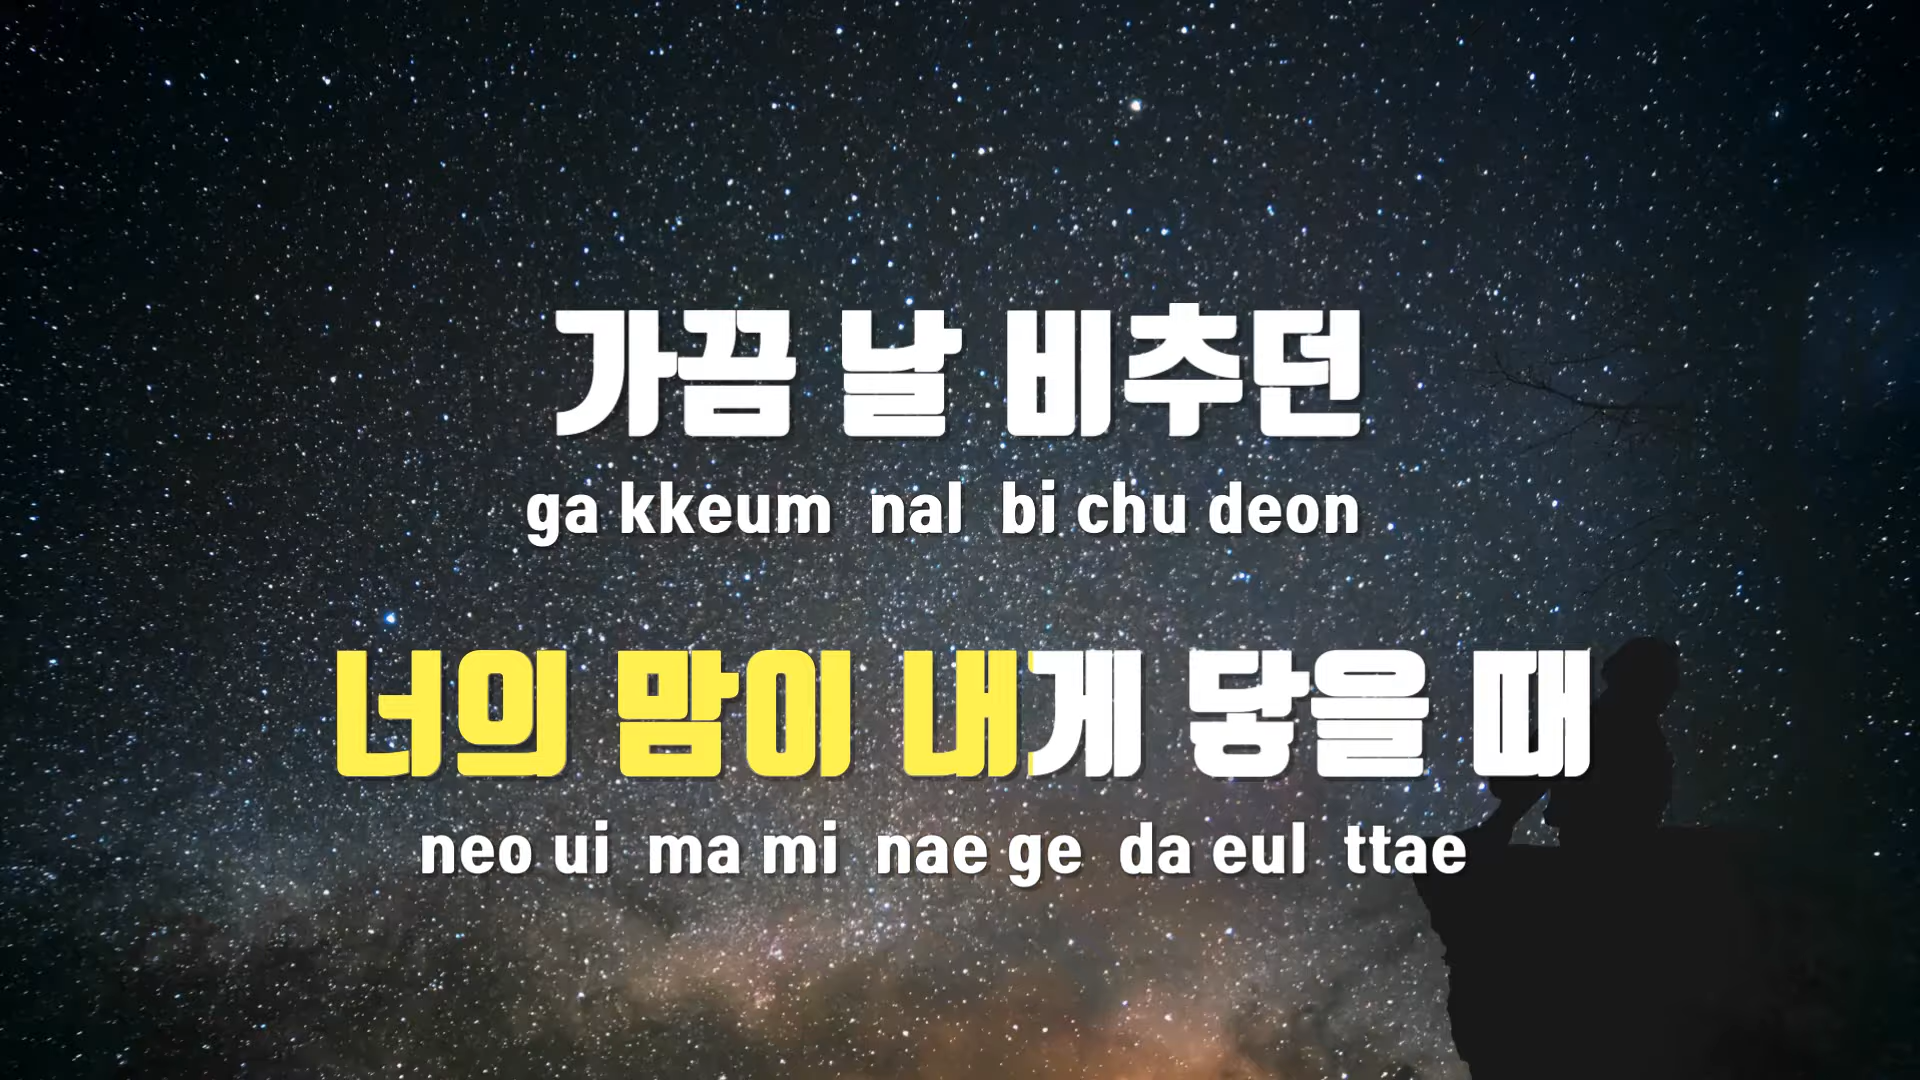 가끔 날 비추던
ga kkeum nal bi chu deon
너의 맘이 내게 닿을 때
neo ui ma mi nae ge da eul ttae